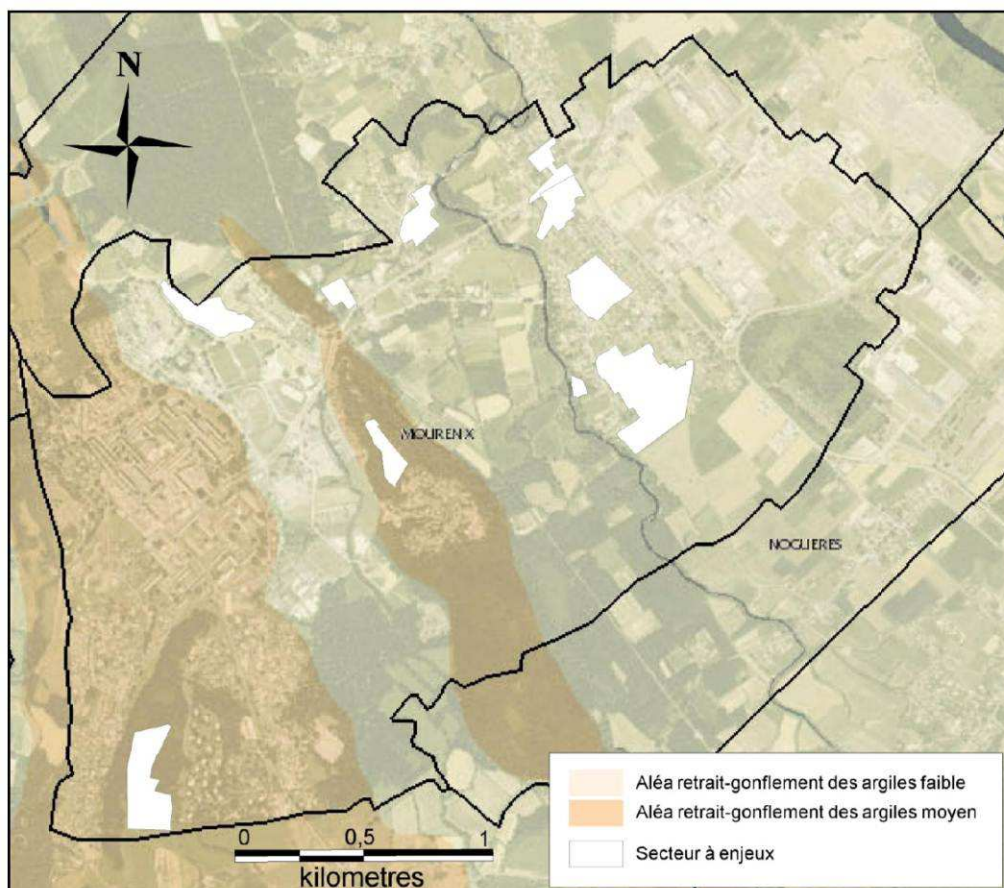 N
MOURENX
NOGUERES
Aléa retrait-gonflement des argiles faible
Aléa retrait-gonflement des argiles moyen
Secteur à enjeux
0 0,5 1
kilometres